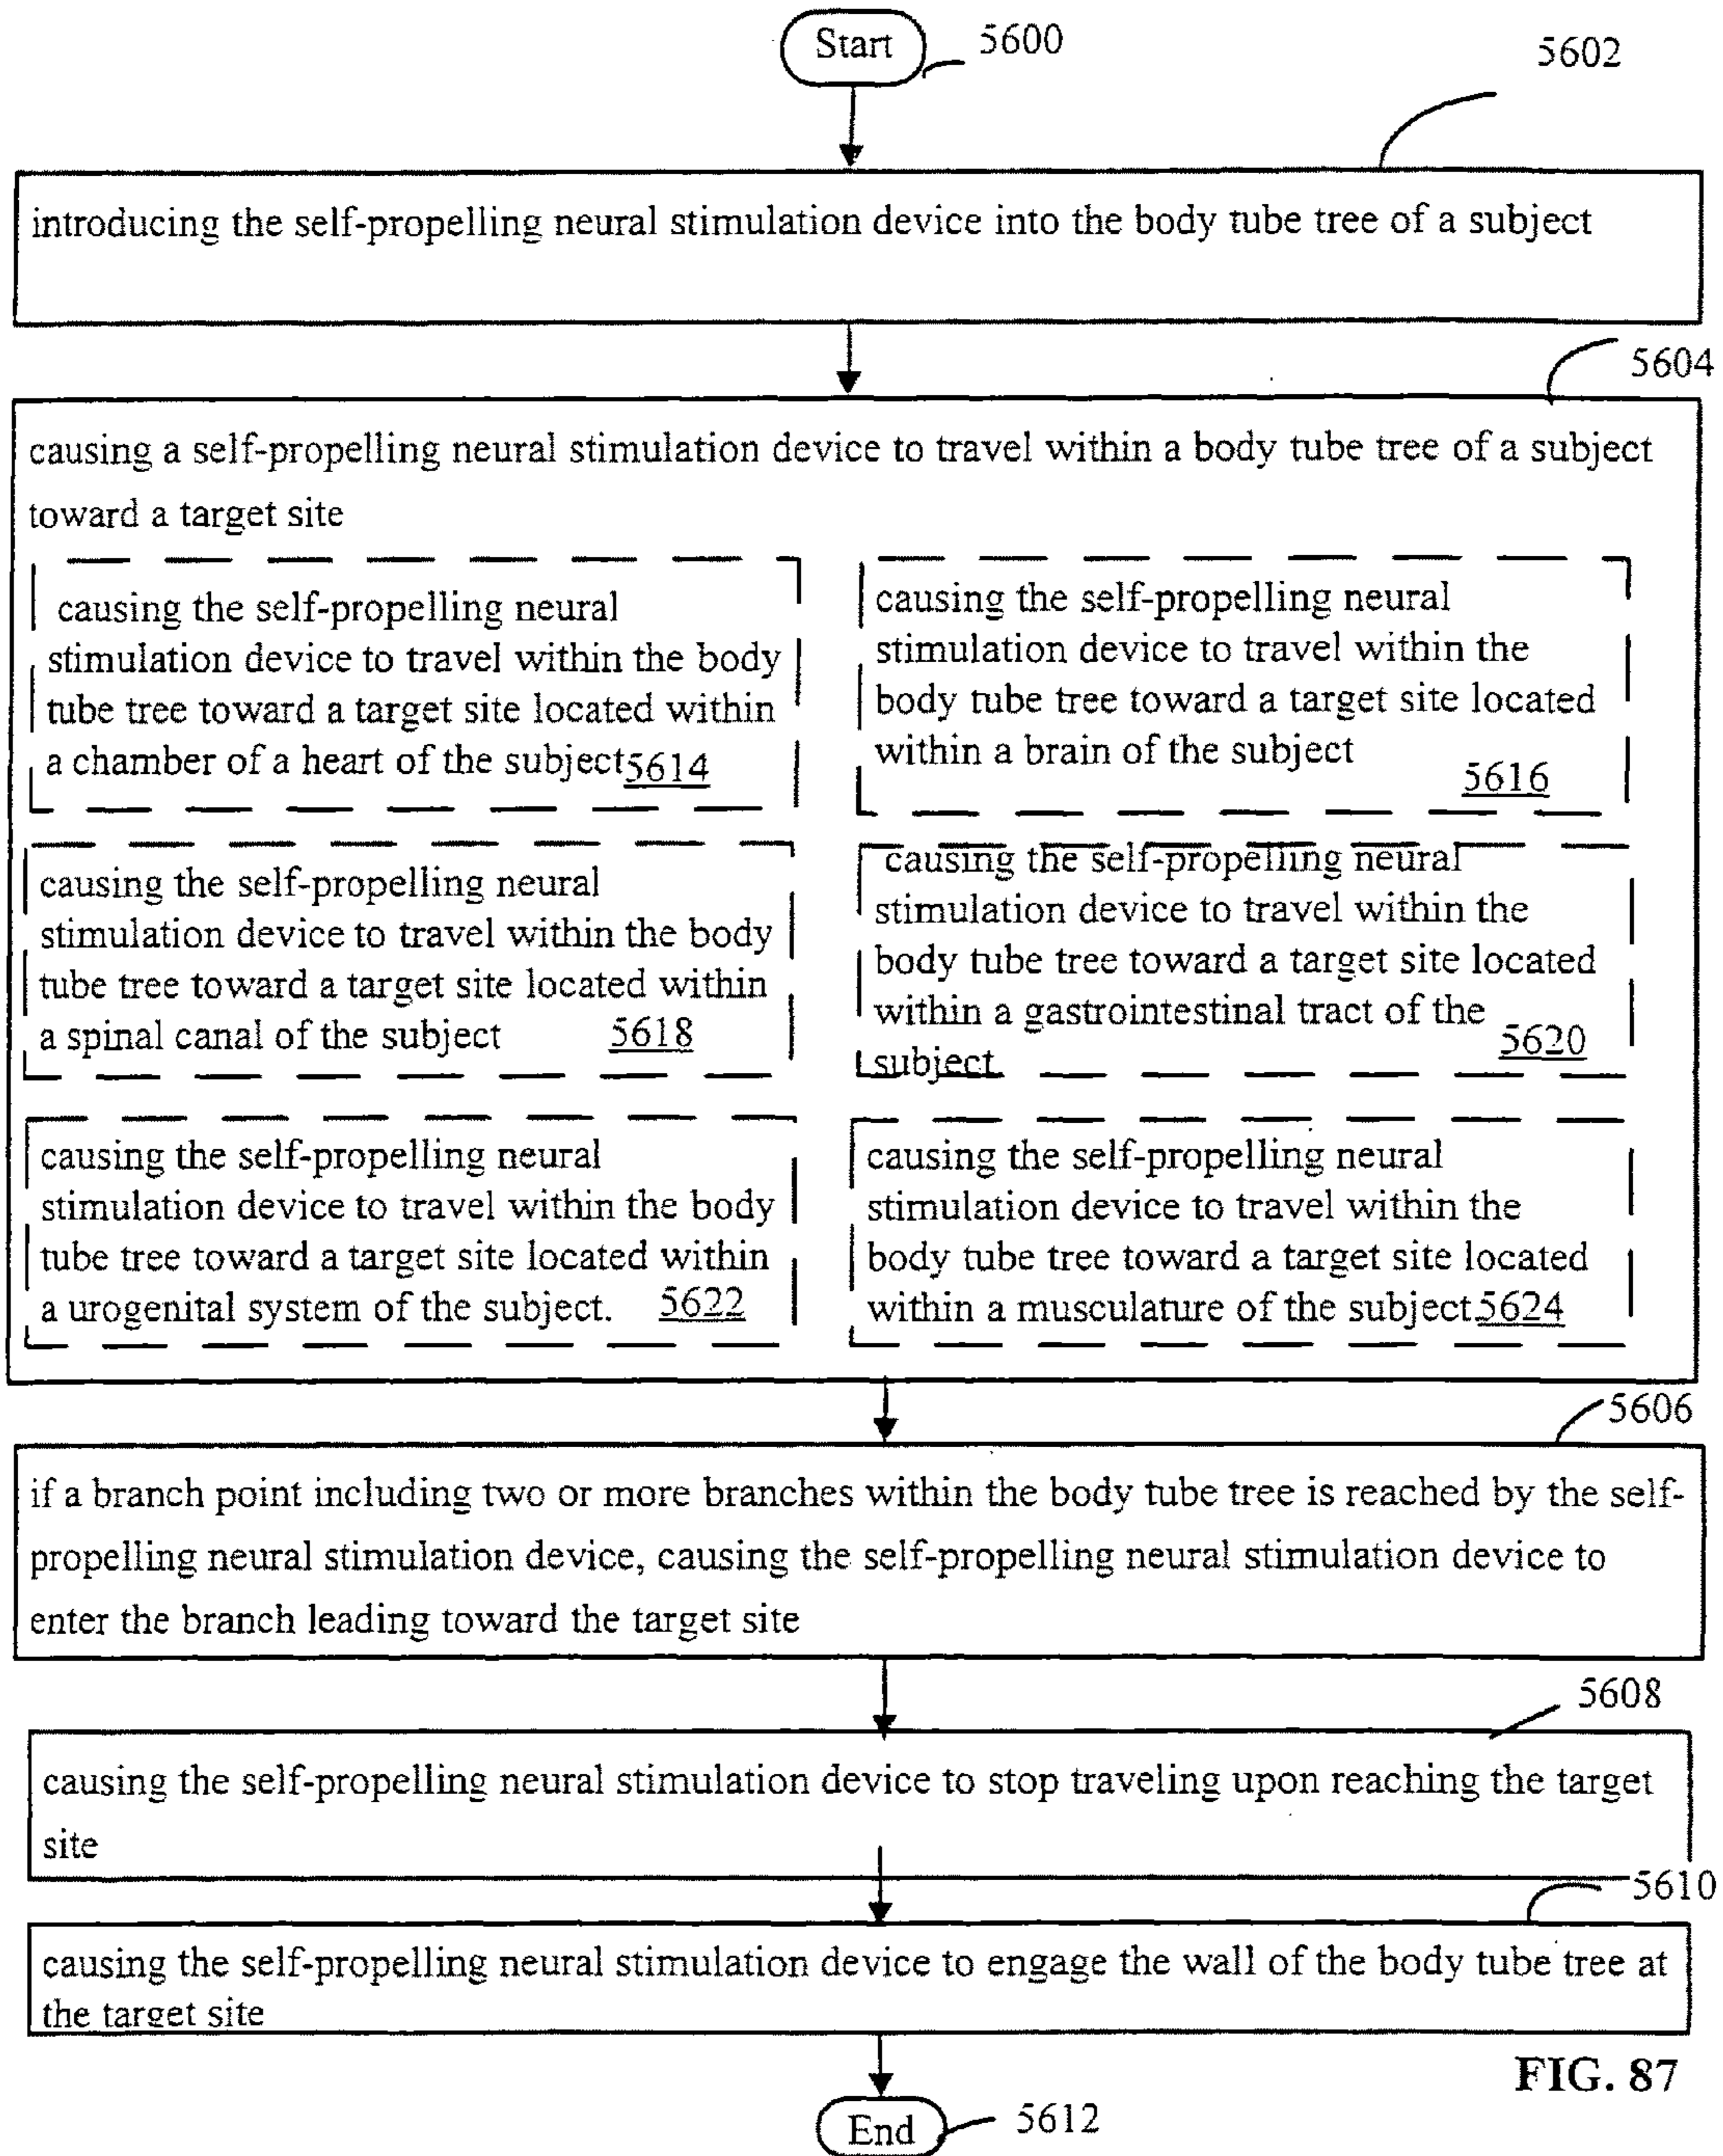 Start
5600
5602
introducing the self-propelling neural stimulation device into the body tube tree of a subject
5604
causing a self-propelling neural stimulation device to travel within a body tube tree of a subject
toward a target site
causing the self-propelling neural
stimulation device to travel within the body
tube tree toward a target site located within
a chamber of a heart of the subject 5614
causing the self-propelling neural
stimulation device to travel within the
body tube tree toward a target site located
within a brain of the subject
5616
causing the self-propelling neural
stimulation device to travel within the body
tube tree toward a target site located within
a spinal canal of the subject 5618
causing the self-propelling neural
stimulation device to travel within the
body tube tree toward a target site located
within a gastrointestinal tract of the
subject 5620
causing the self-propelling neural
stimulation device to travel within the body
tube tree toward a target site located within
a urogenital system of the subject. 5622
causing the self-propelling neural
stimulation device to travel within the
body tube tree toward a target site located
within a musculature of the subject 5624
5606
if a branch point including two or more branches within the body tube tree is reached by the self-
propelling neural stimulation device, causing the self-propelling neural stimulation device to
enter the branch leading toward the target site
5608
causing the self-propelling neural stimulation device to stop traveling upon reaching the target
site
5610
causing the self-propelling neural stimulation device to engage the wall of the body tube tree at
the target site
FIG. 87
End
5612